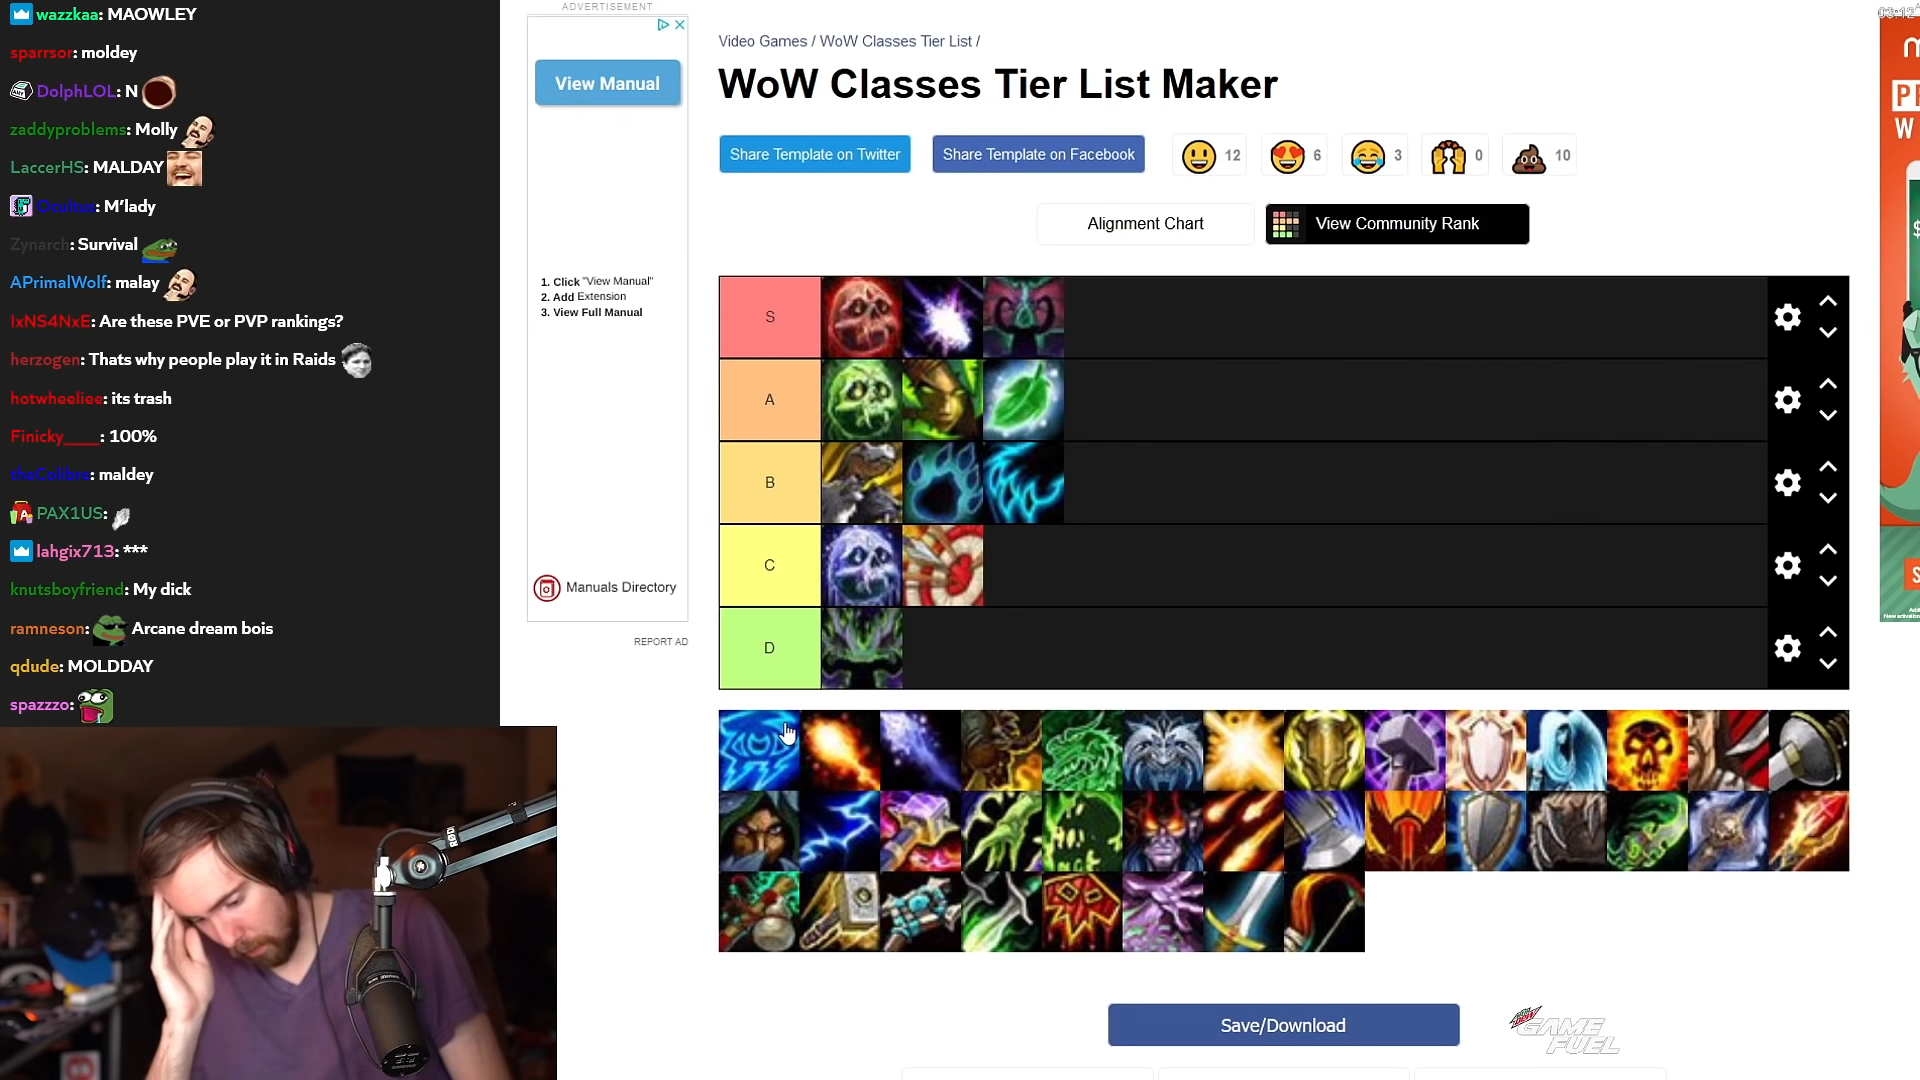 wazzkaa: MAOWLEY
sparrsor: moldey
DolphLOL: N
zaddyproblems: Molly
LaccerHS: MALDAY
Ocultus: M'lady
Zynarch: Survival
APrimalWolf: malay
IxNS4NxE: Are these PVE or PVP rankings?
herzogen: Thats why people play it in Raids
hotwheeliee: its trash
Finicky____: 100%
theColibre: maldey
PAX1US:
lahgix713: ***
knutsboyfriend: My dick
ramneson: Arcane dream bois
qdude: MOLDDAY
spazzzo:
ADVERTISEMENT
View Manual
1. Click "View Manual"
2. Add Extension
3. View Full Manual
Manuals Directory
REPORT AD
Video Games / WoW Classes Tier List /
WoW Classes Tier List Maker
Share Template on Twitter
Share Template on Facebook
12
6
3
0
10
Alignment Chart
View Community Rank
S
A
B
C
D
Save/Download
GAME
FUEL
RØDE